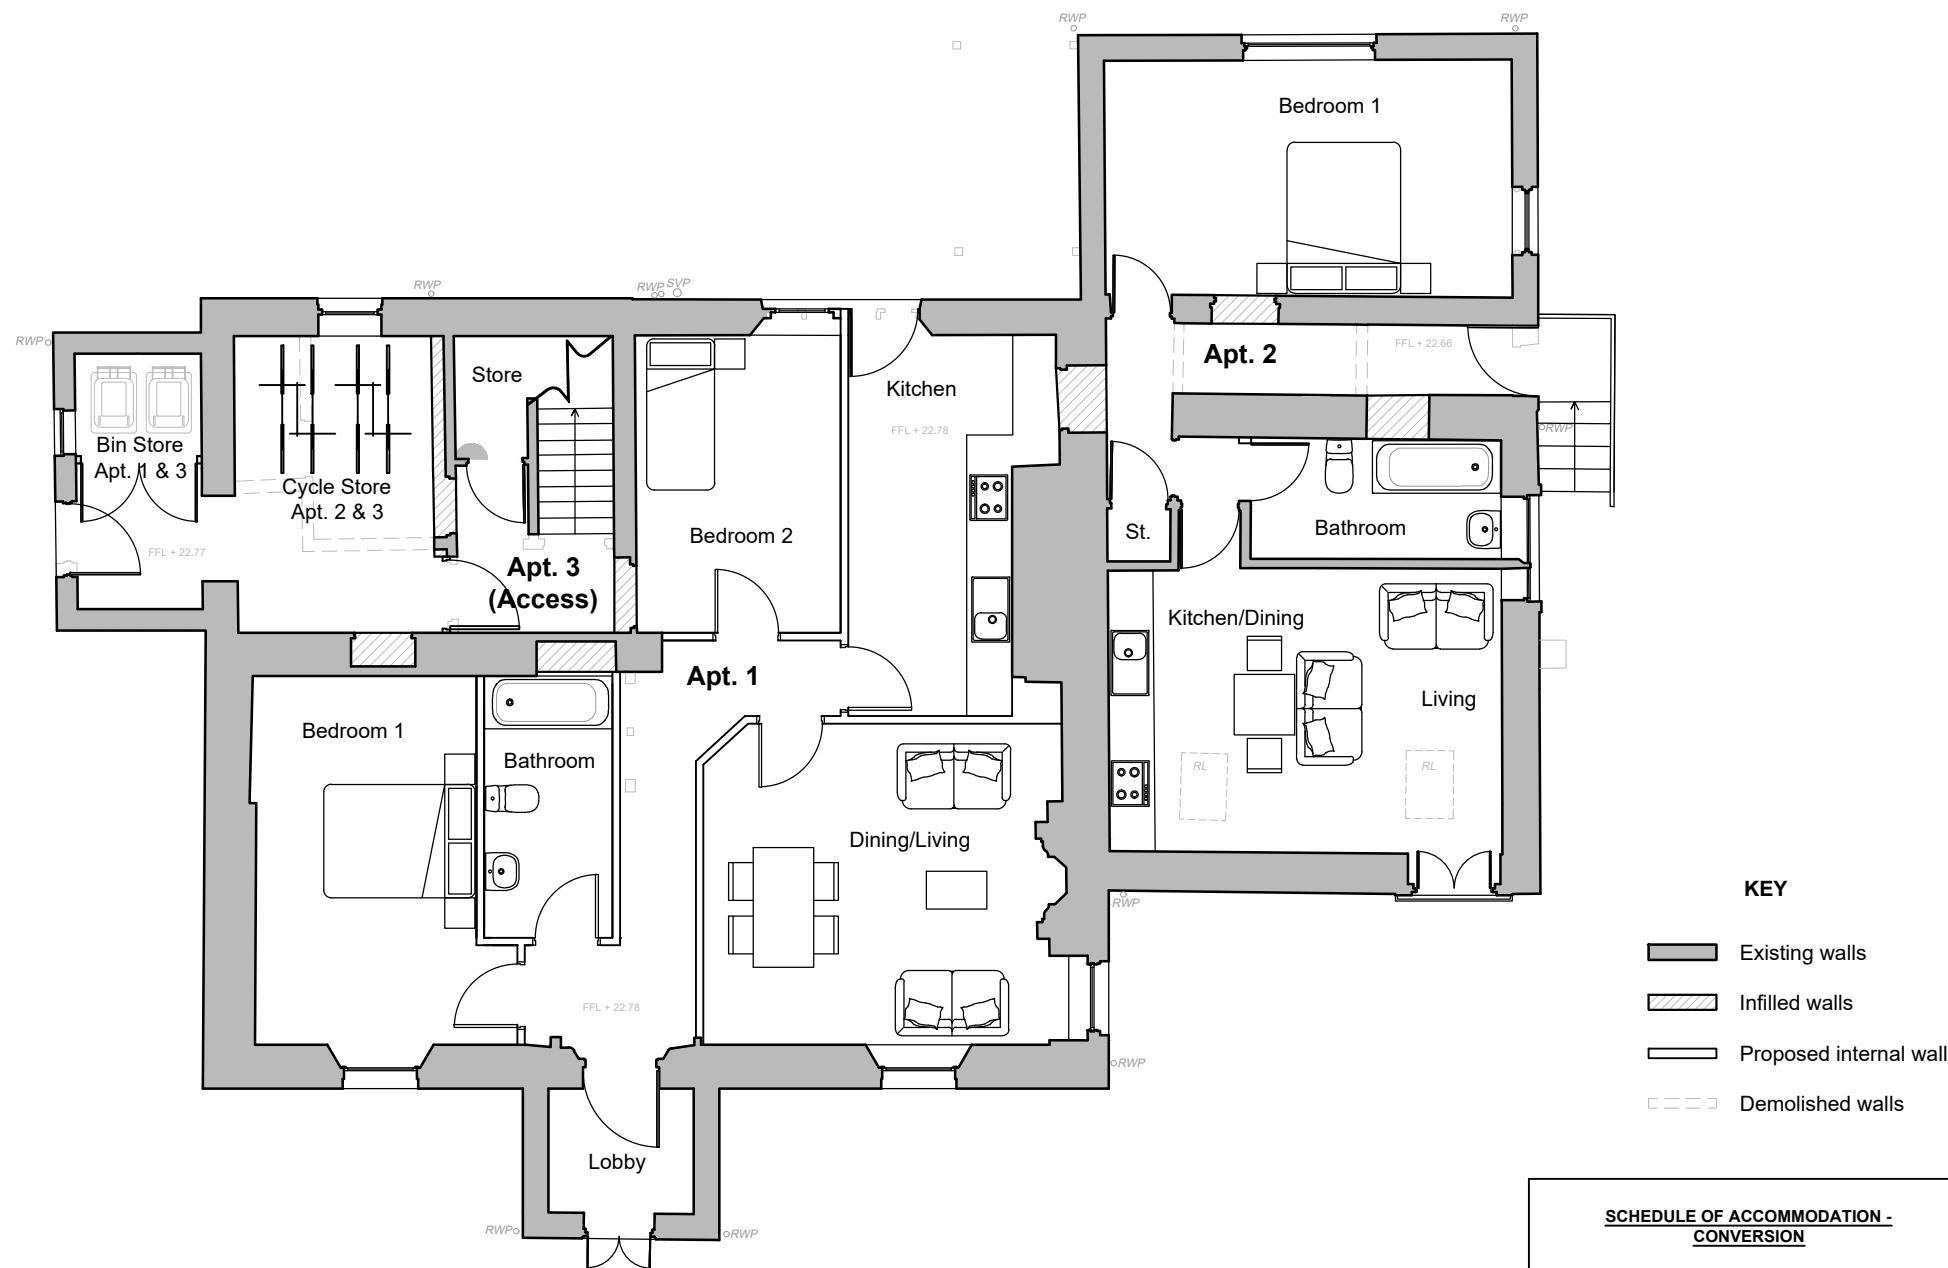 RWP
RWP
Bedroom 1
RWP
RWP
SVP
RWP
Apt. 2
FFL + 22.66
Store
Kitchen
FFL + 22.78
RWP
Bin Store
Apt. 1 & 3
Cycle Store
Apt. 2 & 3
FFL + 22.77
Bedroom 2
St.
Bathroom
Apt. 3
(Access)
Kitchen/Dining
Apt. 1
Living
Bedroom 1
Bathroom
RL
RL
Dining/Living
RWP
FFL + 22.78
RWP
Lobby
RWP
RWP
KEY
Existing walls
Infilled walls
Proposed internal wall
Demolished walls
SCHEDULE OF ACCOMMODATION -
CONVERSION